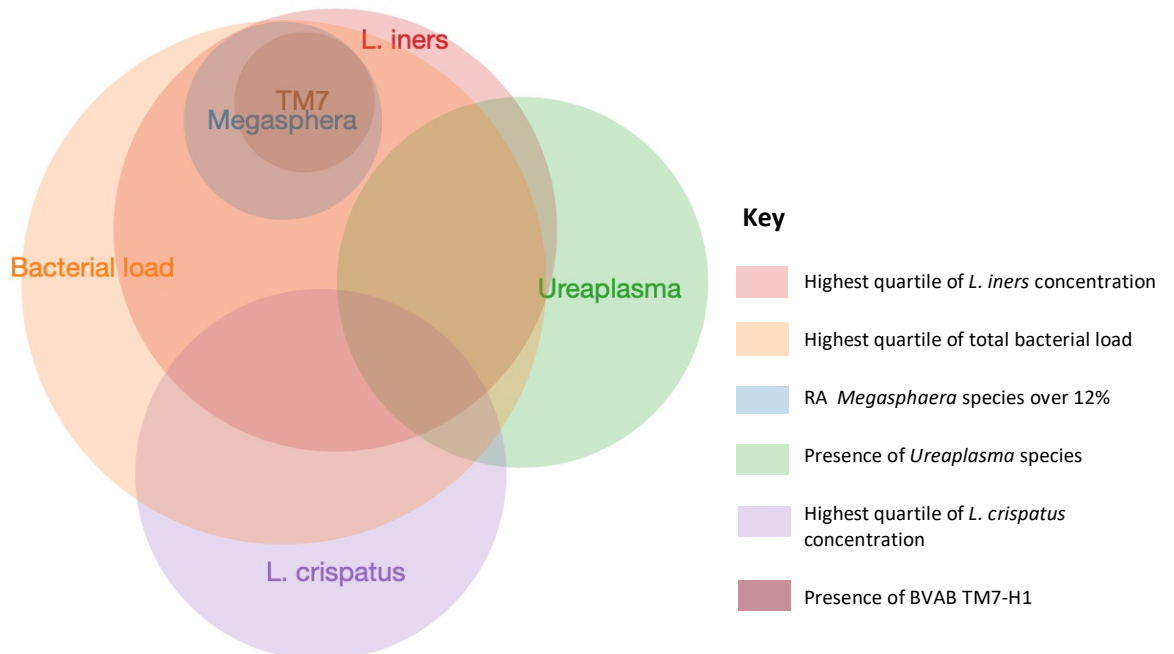 L. iners
TM7
Megasphera
Bacterial load
Ureaplasma
L. crispatus
Key
Highest quartile of L. iners concentration
Highest quartile of total bacterial load
RA Megasphaera species over 12%
Presence of Ureaplasma species
Highest quartile of L. crispatus
concentration
Presence of BVAB TM7-H1